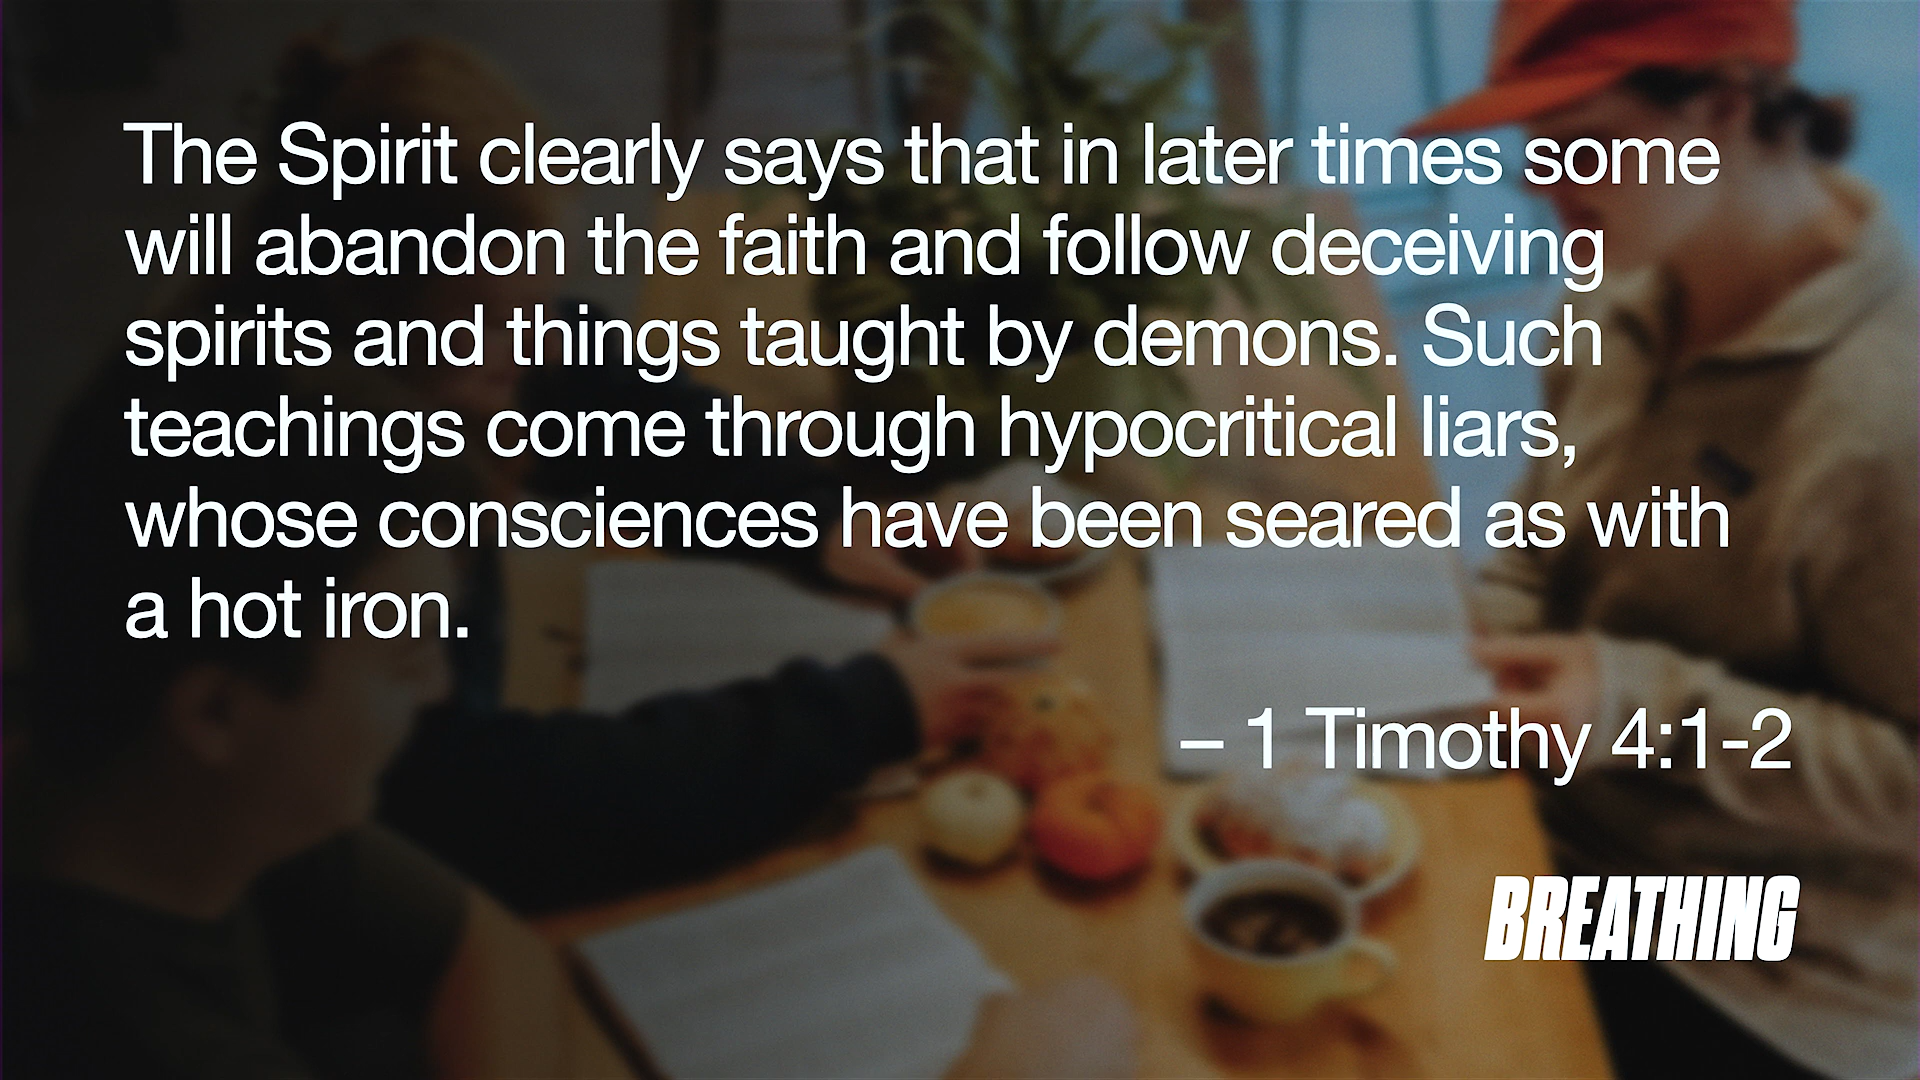 The Spirit clearly says that in later times some
will abandon the faith and follow deceiving
spirits and things taught by demons. Such
teachings come through hypocritical liars,
whose consciences have been seared as with
a hot iron.
– 1 Timothy 4:1-2
BREATHING